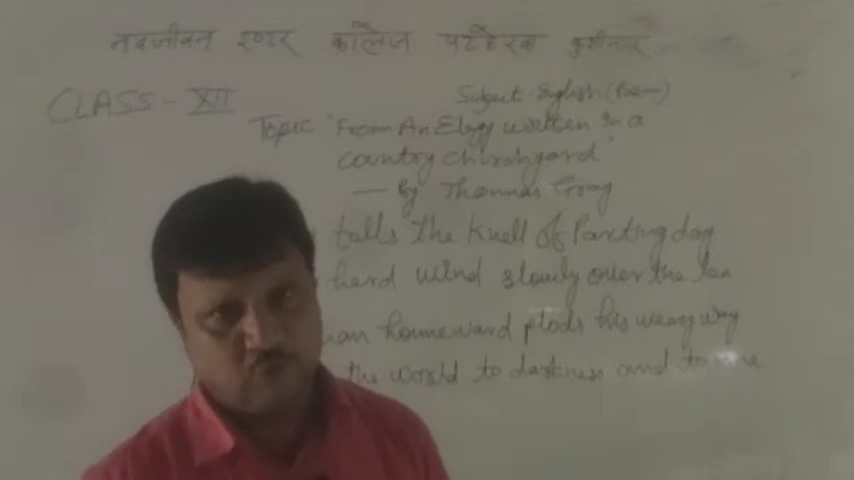 नवजीवन इण्टर कॉलेज पटहेरवा कुशीनगर
CLASS - XII
Subject - English (Poem)
Topic "From An Elegy written In a
country churchyard"
— By Thomas Gray
talls the Knell of Parting day
herd wind slowly over the lea
man homeward plods his weary way
the world to darkness and to me